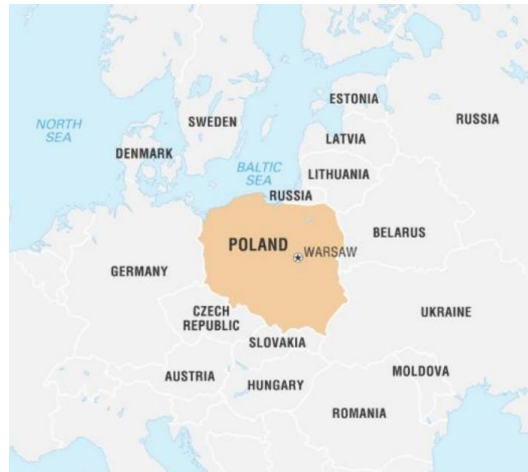 ESTONIA
NORTH
SEA
SWEDEN
RUSSIA
LATVIA
DENMARK
BALTIC
SEA
LITHUANIA
RUSSIA
BELARUS
POLAND
WARSAW
GERMANY
CZECH
REPUBLIC
UKRAINE
SLOVAKIA
MOLDOVA
AUSTRIA
HUNGARY
ROMANIA